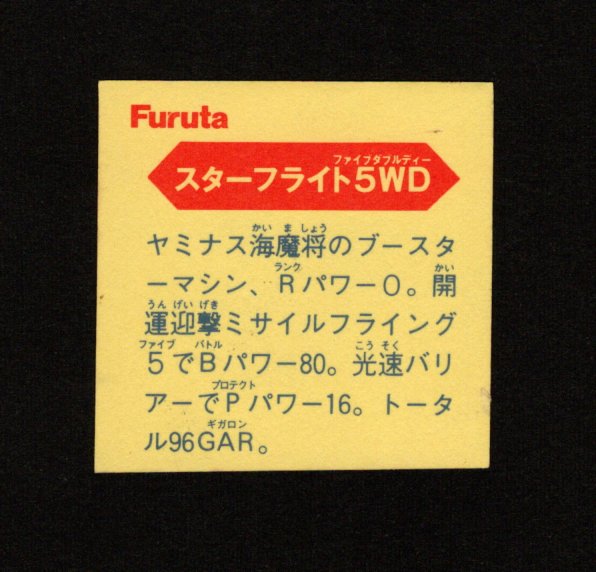 Furuta
ファイブダブルディー
スターフライト5WD
かい ま しょう
ヤミナス海魔将のブースタ
ランク かい
ーマシン、Rパワー0。開
うん げい げき
運迎撃ミサイルフライング
ファイブ バトル こう そく
5でBパワー80。光速バリ
プロテクト
アーでPパワー16。トータ
ギガロン
ル96GAR。